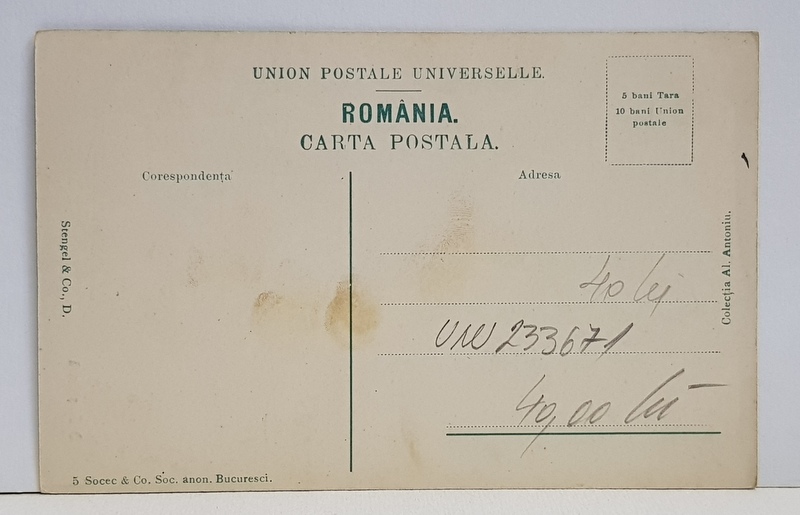 UNION POSTALE UNIVERSELLE.
ROMÂNIA.
CARTA POSTALA.
5 bani Tara
10 bani Union
postale
Corespondența
Adresa
Stengel & Co., D.
Colecția Al. Antoniu.
40 lei
233671
40,00 lei
5 Socec & Co. Soc. anon. Bucuresci.